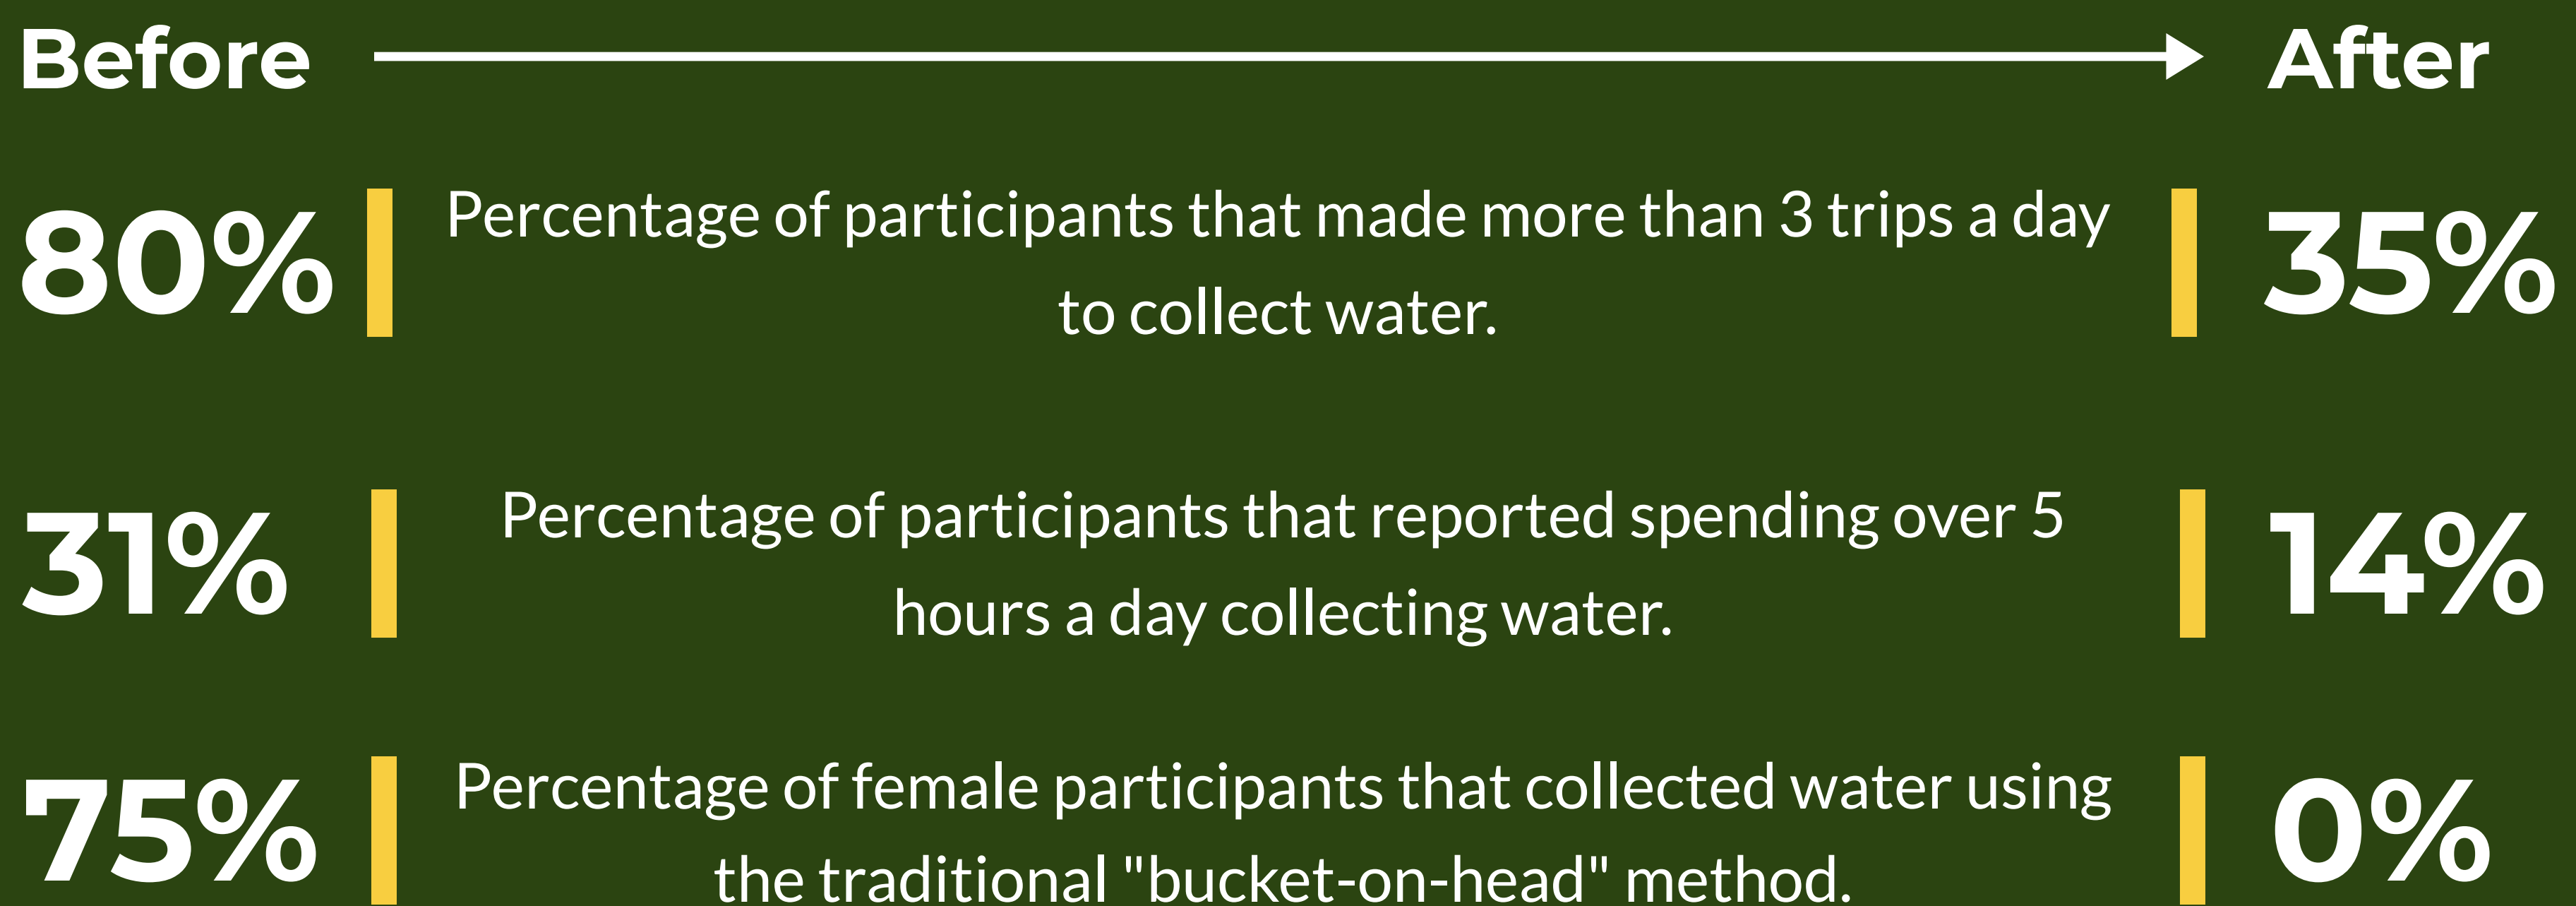 Before After
80% Percentage of participants that made more than 3 trips a day 35%
to collect water.
31% Percentage of participants that reported spending over 5 14%
hours a day collecting water.
75% Percentage of female participants that collected water using 0%
the traditional "bucket-on-head" method.